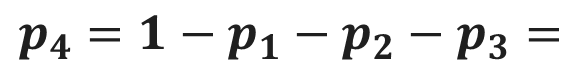 p₄ = 1 − p₁ − p₂ − p₃ =